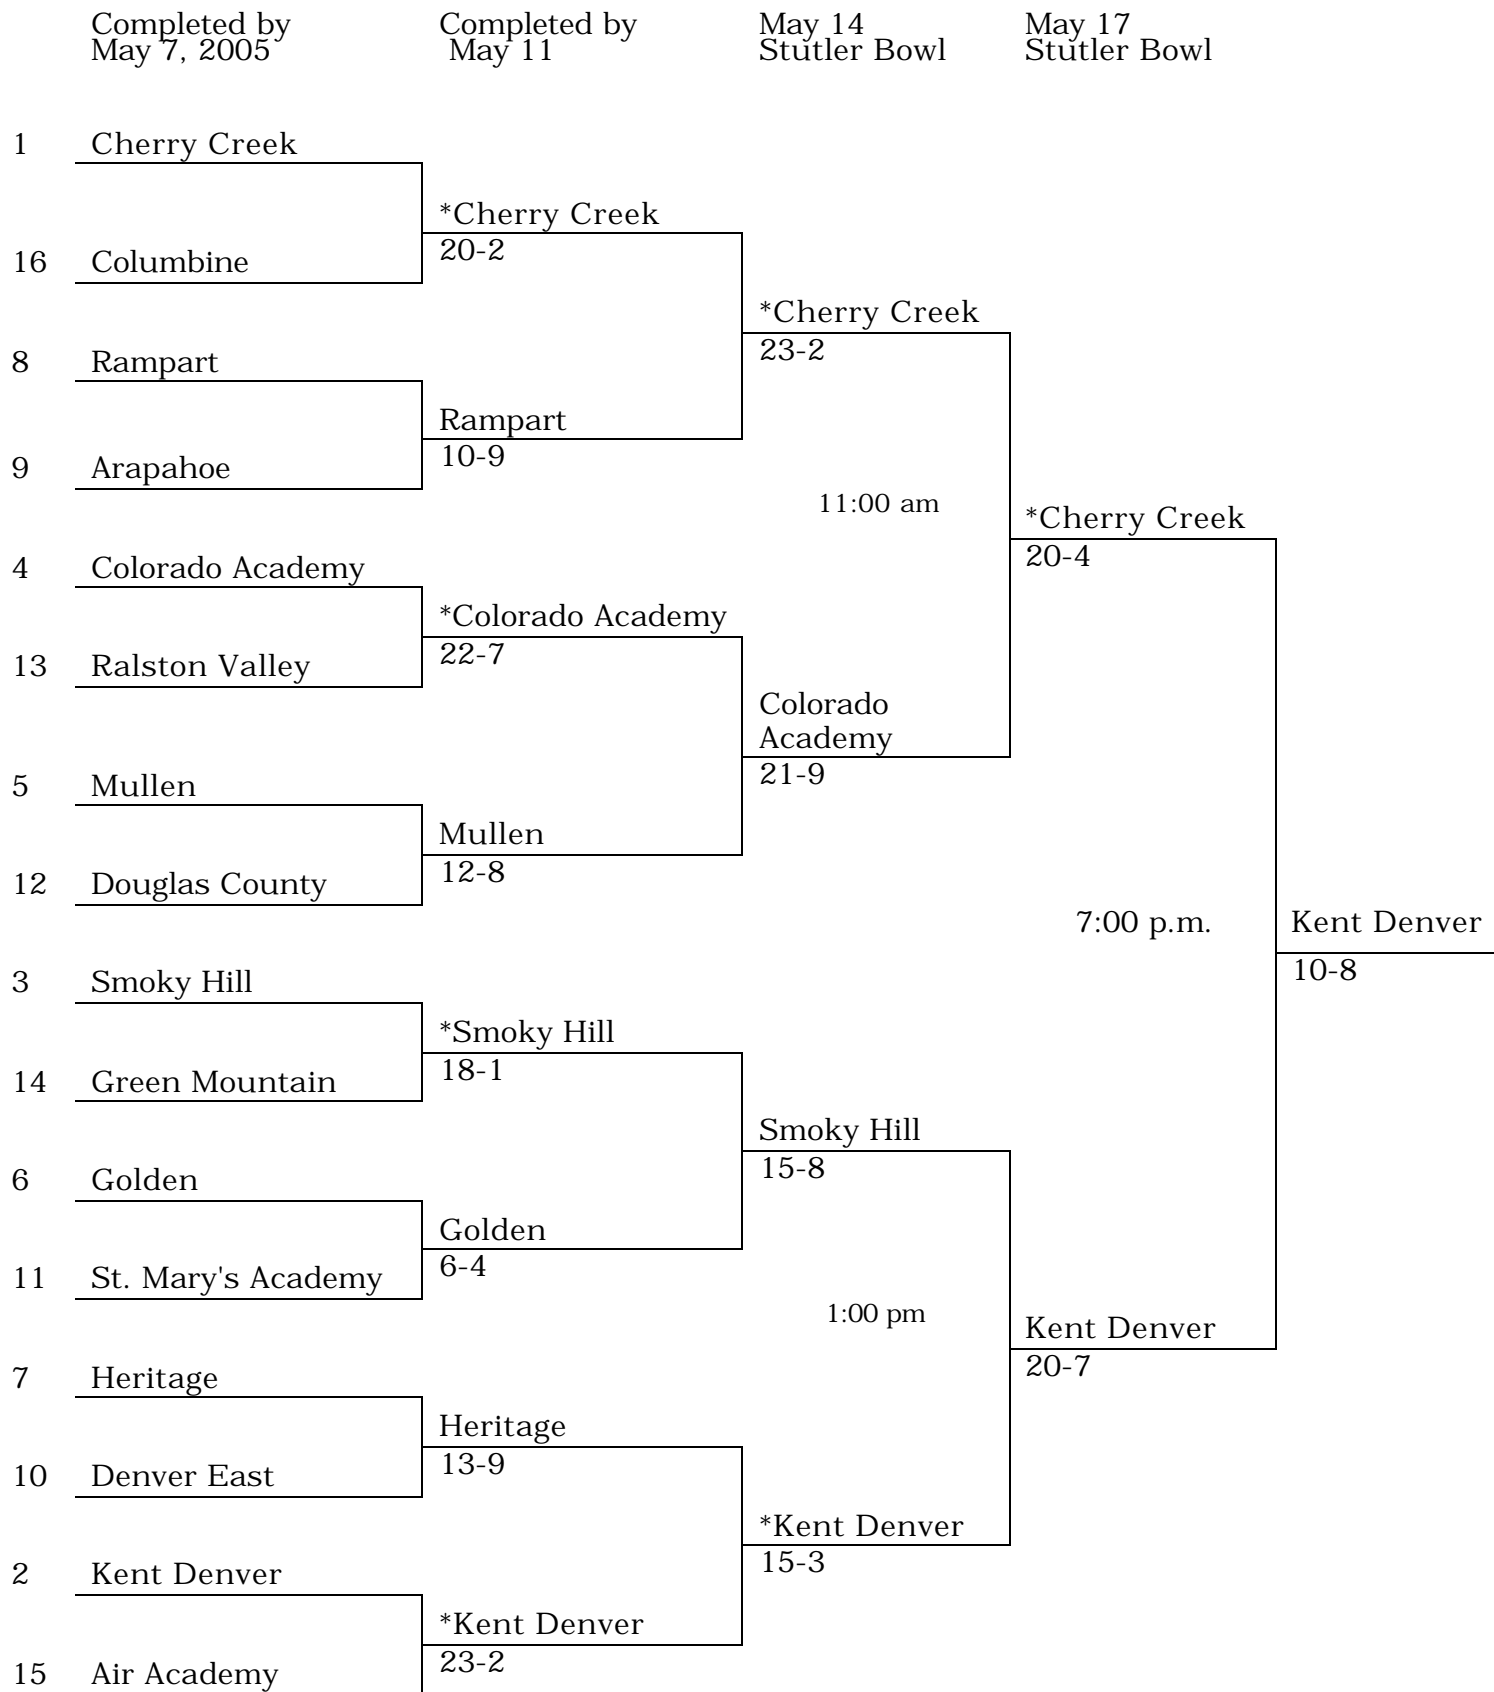 Completed by
May 7, 2005
Completed by
May 11
May 14
Stutler Bowl
May 17
Stutler Bowl
1 Cherry Creek
*Cherry Creek
20-2
16 Columbine
*Cherry Creek
23-2
8 Rampart
Rampart
10-9
9 Arapahoe
11:00 am
*Cherry Creek
20-4
4 Colorado Academy
*Colorado Academy
22-7
13 Ralston Valley
Colorado
Academy
21-9
5 Mullen
Mullen
12-8
12 Douglas County
7:00 p.m.
Kent Denver
10-8
3 Smoky Hill
*Smoky Hill
18-1
14 Green Mountain
Smoky Hill
15-8
6 Golden
Golden
6-4
11 St. Mary's Academy
1:00 pm
Kent Denver
20-7
7 Heritage
Heritage
13-9
10 Denver East
*Kent Denver
15-3
2 Kent Denver
*Kent Denver
23-2
15 Air Academy